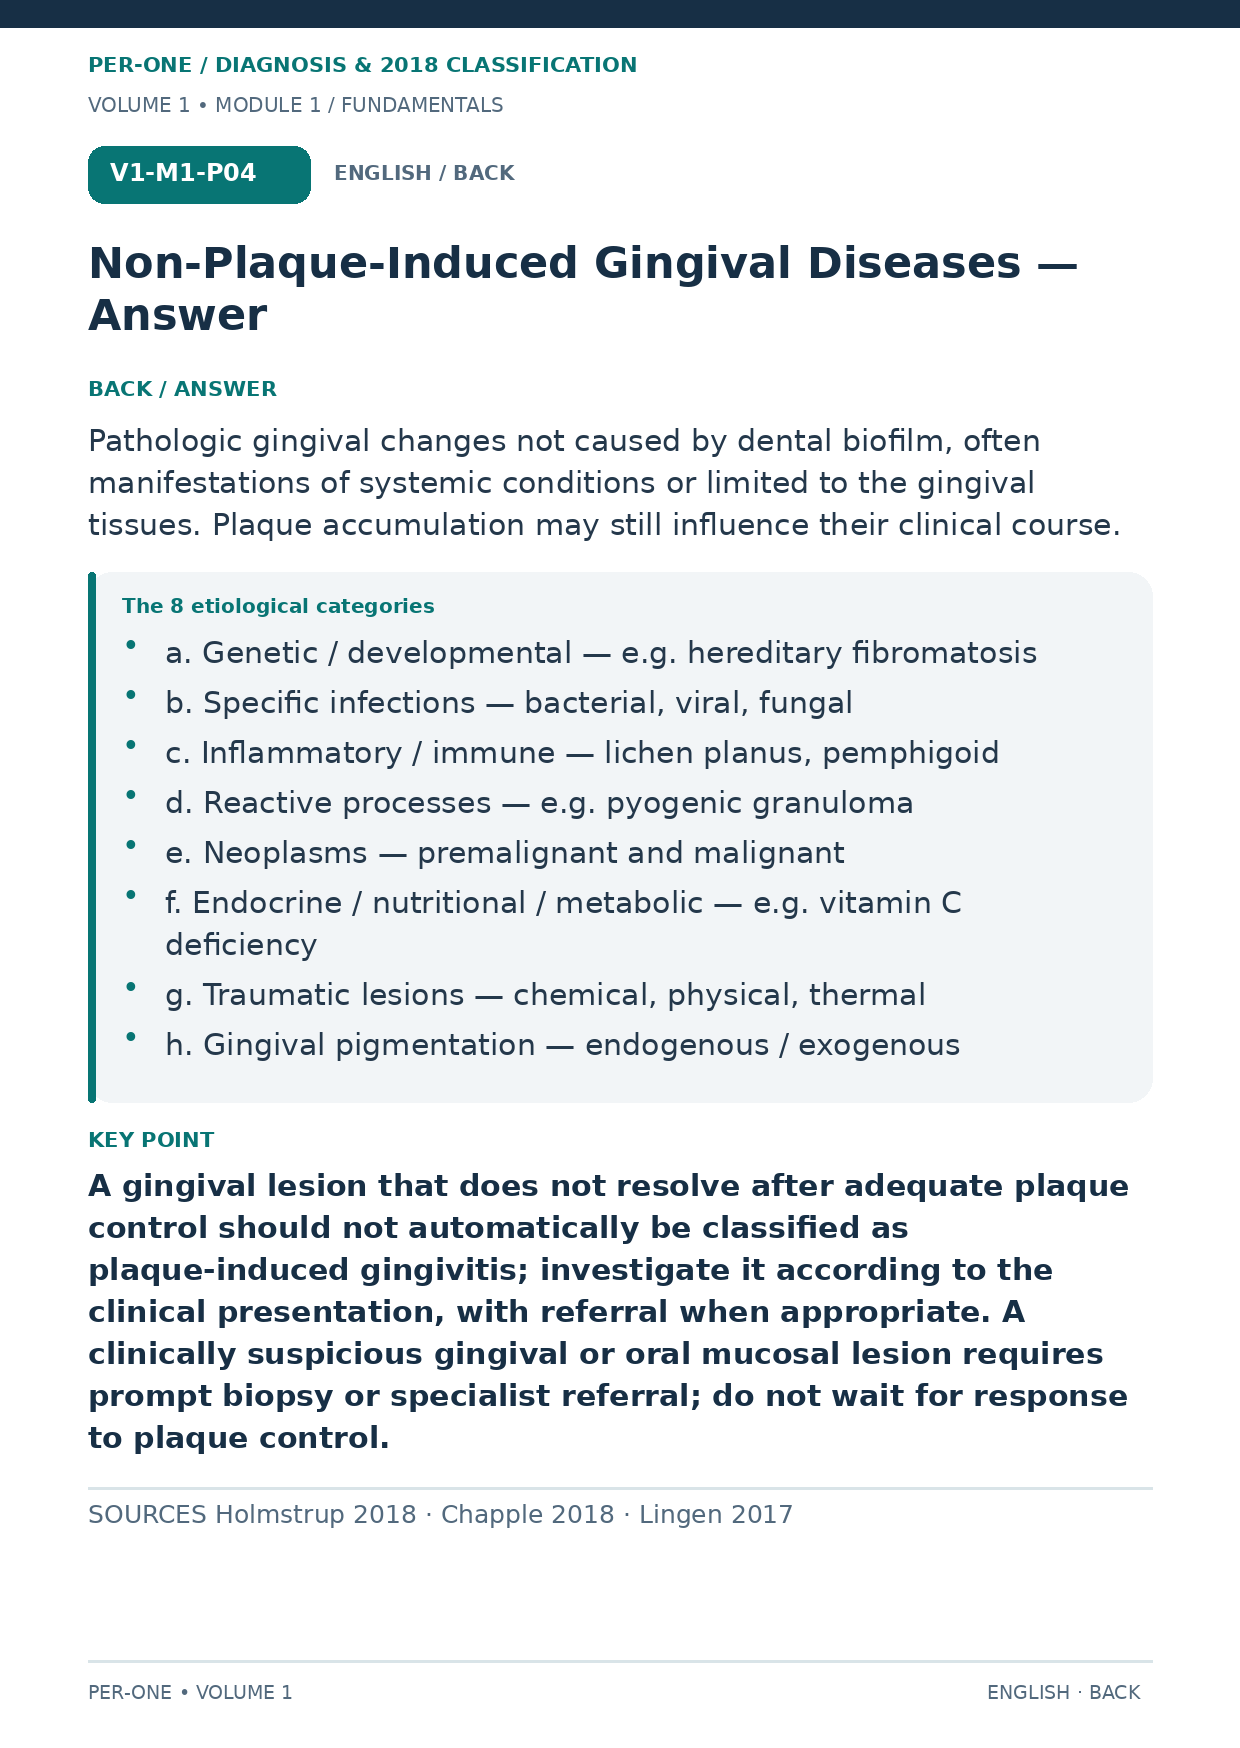 PER-ONE / DIAGNOSIS & 2018 CLASSIFICATION
VOLUME 1 • MODULE 1 / FUNDAMENTALS
V1-M1-P04
ENGLISH / BACK
Non-Plaque-Induced Gingival Diseases —
Answer
BACK / ANSWER
Pathologic gingival changes not caused by dental biofilm, often
manifestations of systemic conditions or limited to the gingival
tissues. Plaque accumulation may still influence their clinical course.
The 8 etiological categories
• a. Genetic / developmental — e.g. hereditary fibromatosis
• b. Specific infections — bacterial, viral, fungal
• c. Inflammatory / immune — lichen planus, pemphigoid
• d. Reactive processes — e.g. pyogenic granuloma
• e. Neoplasms — premalignant and malignant
• f. Endocrine / nutritional / metabolic — e.g. vitamin C
deficiency
• g. Traumatic lesions — chemical, physical, thermal
• h. Gingival pigmentation — endogenous / exogenous
KEY POINT
A gingival lesion that does not resolve after adequate plaque
control should not automatically be classified as
plaque-induced gingivitis; investigate it according to the
clinical presentation, with referral when appropriate. A
clinically suspicious gingival or oral mucosal lesion requires
prompt biopsy or specialist referral; do not wait for response
to plaque control.
SOURCES Holmstrup 2018 · Chapple 2018 · Lingen 2017
PER-ONE • VOLUME 1
ENGLISH · BACK